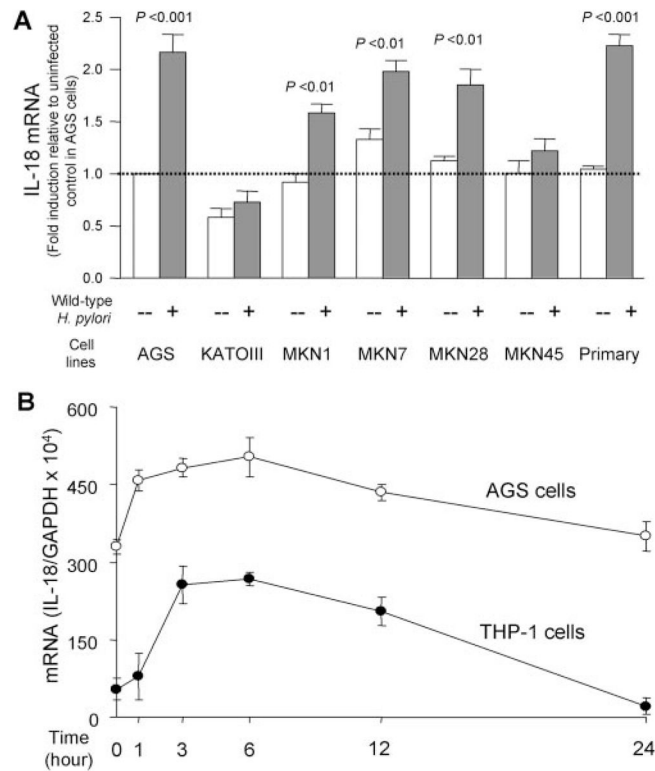 A
IL-18 mRNA
(Fold induction relative to uninfected
control in AGS cells)
2.5
2.0
1.5
1.0
0.5
0.0
P <0.001
P <0.01
P <0.01
P <0.01
P <0.001
Wild-type
H. pylori
-- + -- + -- + -- + -- + -- + -- +
Cell
lines
AGS KATOIII MKN1 MKN7 MKN28 MKN45 Primary
B
mRNA (IL-18/GAPDH x 10⁴)
600
450
300
150
0
AGS cells
THP-1 cells
Time
(hour)
0 1 3 6 12 24